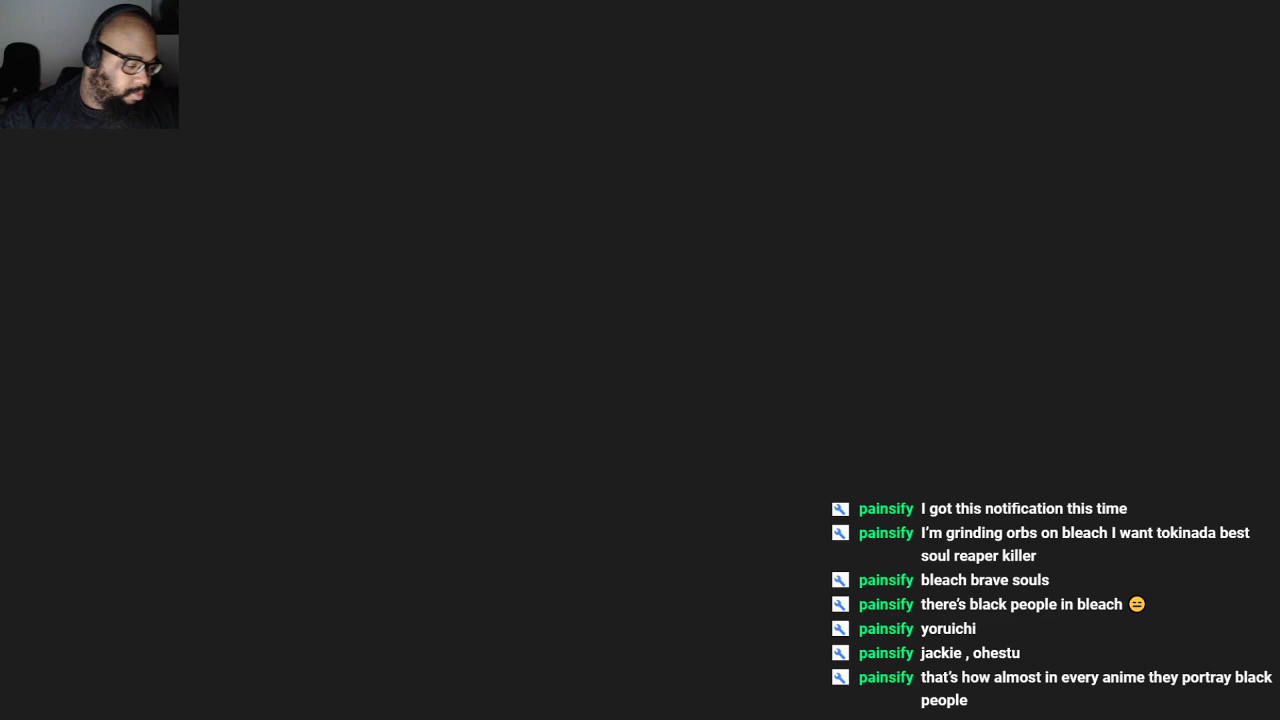 painsify I got this notification this time
painsify I’m grinding orbs on bleach I want tokinada best
soul reaper killer
painsify bleach brave souls
painsify there’s black people in bleach 😑
painsify yoruichi
painsify jackie , ohestu
painsify that’s how almost in every anime they portray black
people